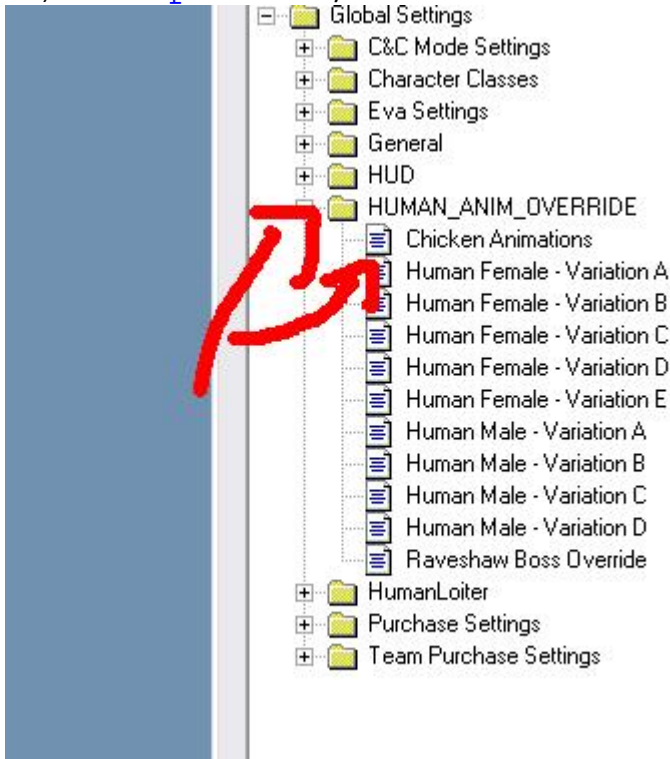 Global Settings
C&C Mode Settings
Character Classes
Eva Settings
General
HUD
HUMAN_ANIM_OVERRIDE
Chicken Animations
Human Female - Variation A
Human Female - Variation B
Human Female - Variation C
Human Female - Variation D
Human Female - Variation E
Human Male - Variation A
Human Male - Variation B
Human Male - Variation C
Human Male - Variation D
Raveshaw Boss Override
HumanLoiter
Purchase Settings
Team Purchase Settings